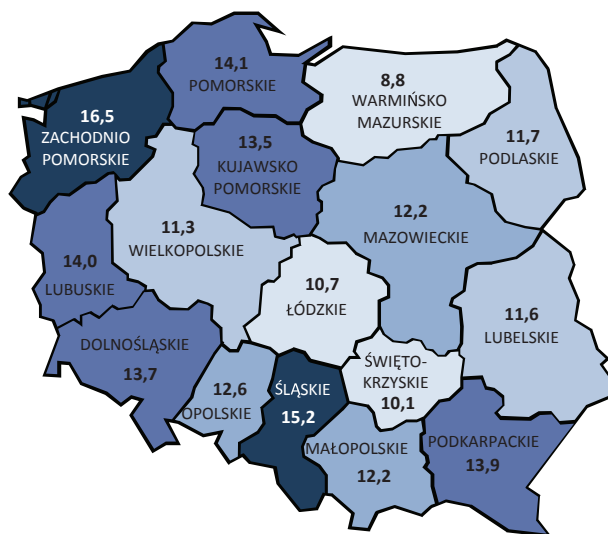 14,1
POMORSKIE
8,8
WARMIŃSKO
MAZURSKIE
16,5
ZACHODNIO
POMORSKIE
13,5
KUJAWSKO
POMORSKIE
11,7
PODLASKIE
11,3
WIELKOPOLSKIE
12,2
MAZOWIECKIE
14,0
LUBUSKIE
10,7
ŁÓDZKIE
11,6
LUBELSKIE
DOLNOŚLĄSKIE
13,7
12,6
OPOLSKIE
ŚLĄSKIE
15,2
ŚWIĘTO-
KRZYSKIE
10,1
MAŁOPOLSKIE
12,2
PODKARPACKIE
13,9